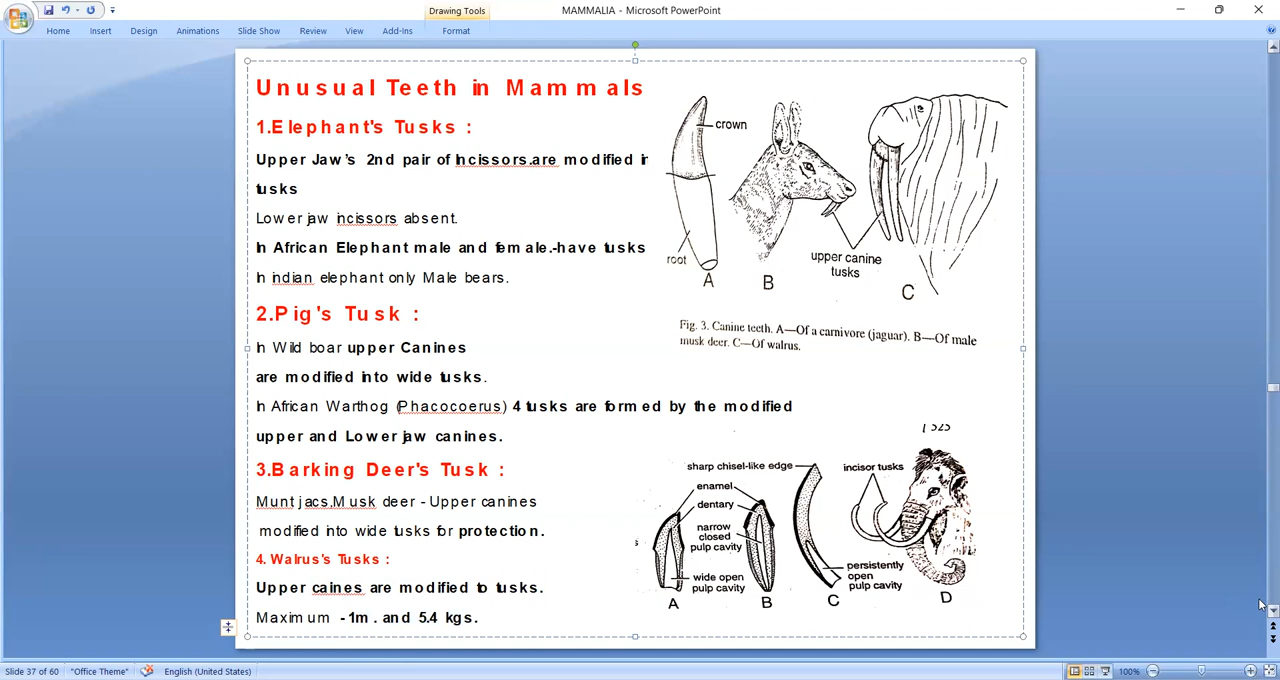 Drawing Tools
MAMMALIA - Microsoft PowerPoint
Home Insert Design Animations Slide Show Review View Add-Ins Format
Unusual Teeth in Mammals
1.Elephant's Tusks :
Upper Jaw's 2nd pair of Incissors.are modified in
tusks
Lower jaw incissors absent.
In African Elephant male and female.-have tusks
In indian elephant only Male bears.
2.Pig's Tusk :
In Wild boar upper Canines
are modified into wide tusks.
In African Warthog (Phacocoerus) 4 tusks are formed by the modified
upper and Lower jaw canines.
3.Barking Deer's Tusk :
Munt jacs,Musk deer - Upper canines
modified into wide tusks for protection.
4. Walrus's Tusks :
Upper caines are modified to tusks.
Maximum -1m . and 5.4 kgs.
crown
root
A
B
upper canine
tusks
C
Fig. 3. Canine teeth. A—Of a carnivore (jaguar). B—Of male
musk deer. C—Of walrus.
sharp chisel-like edge
enamel
dentary
narrow
closed
pulp cavity
wide open
pulp cavity
incisor tusks
persistently
open
pulp cavity
A
B
C
D
Slide 37 of 60 "Office Theme" English (United States) 100%